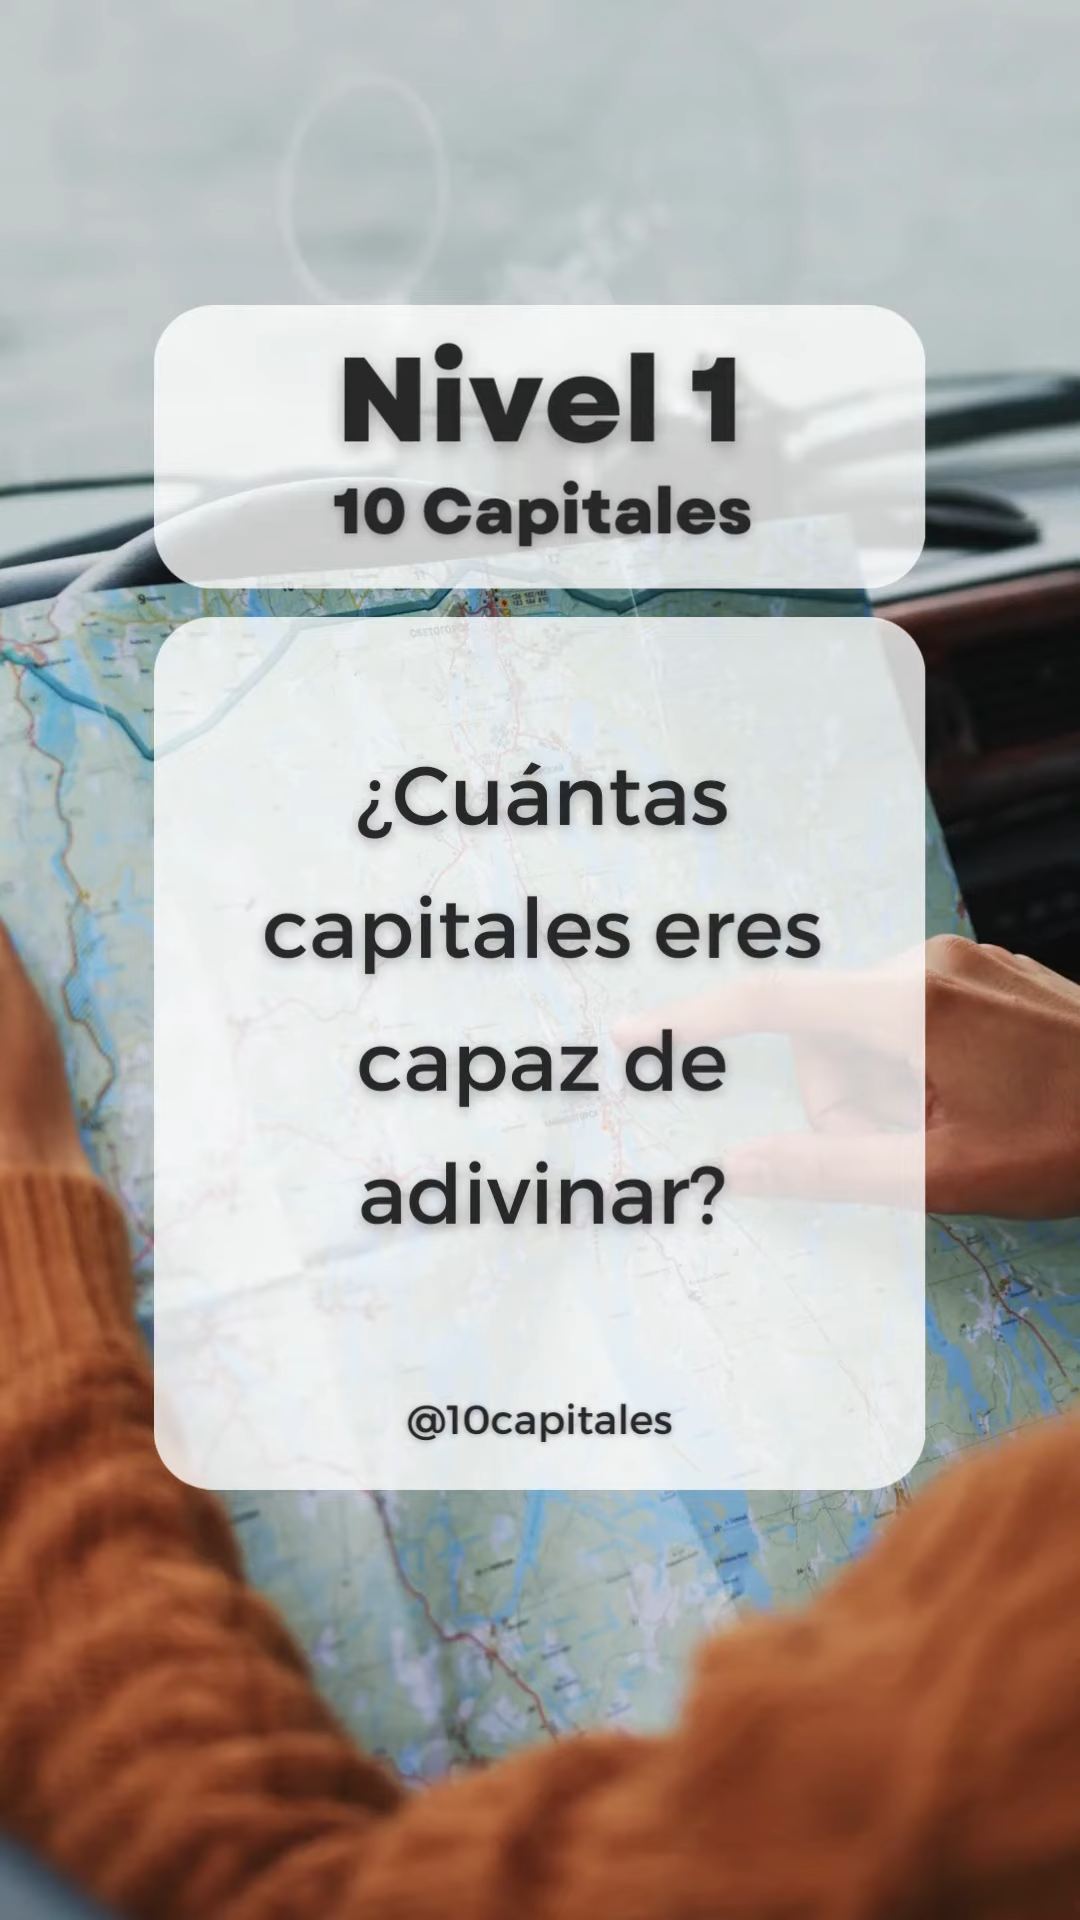 Nivel 1
10 Capitales
¿Cuántas
capitales eres
capaz de
adivinar?
@10capitales